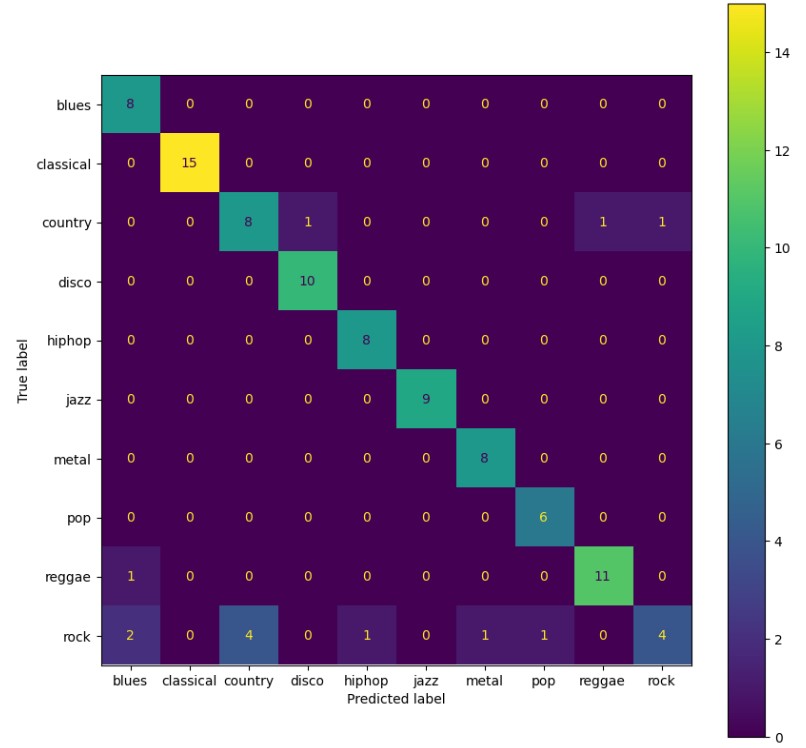 14
blues 8 0 0 0 0 0 0 0 0 0
12
classical 0 15 0 0 0 0 0 0 0 0
country 0 0 8 1 0 0 0 0 1 1
10
disco 0 0 0 10 0 0 0 0 0 0
hiphop 0 0 0 0 8 0 0 0 0 0
8
True label
jazz 0 0 0 0 0 9 0 0 0 0
6
metal 0 0 0 0 0 0 8 0 0 0
pop 0 0 0 0 0 0 0 6 0 0
4
reggae 1 0 0 0 0 0 0 0 11 0
rock 2 0 4 0 1 0 1 1 0 4
2
blues classical country disco hiphop jazz metal pop reggae rock
Predicted label
0